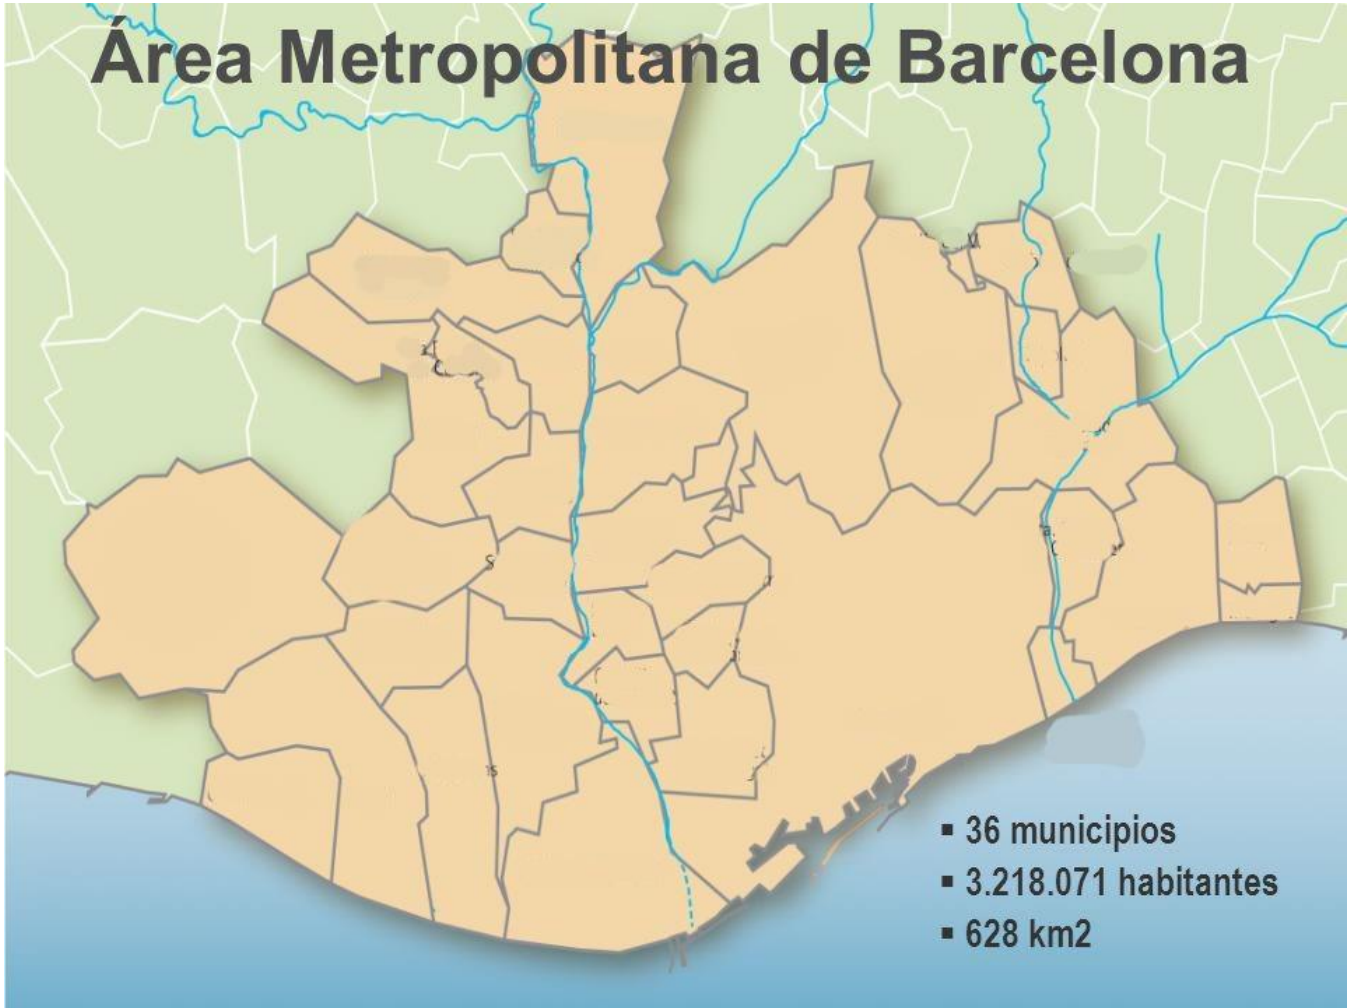 Área Metropolitana de Barcelona
▪ 36 municipios
▪ 3.218.071 habitantes
▪ 628 km2